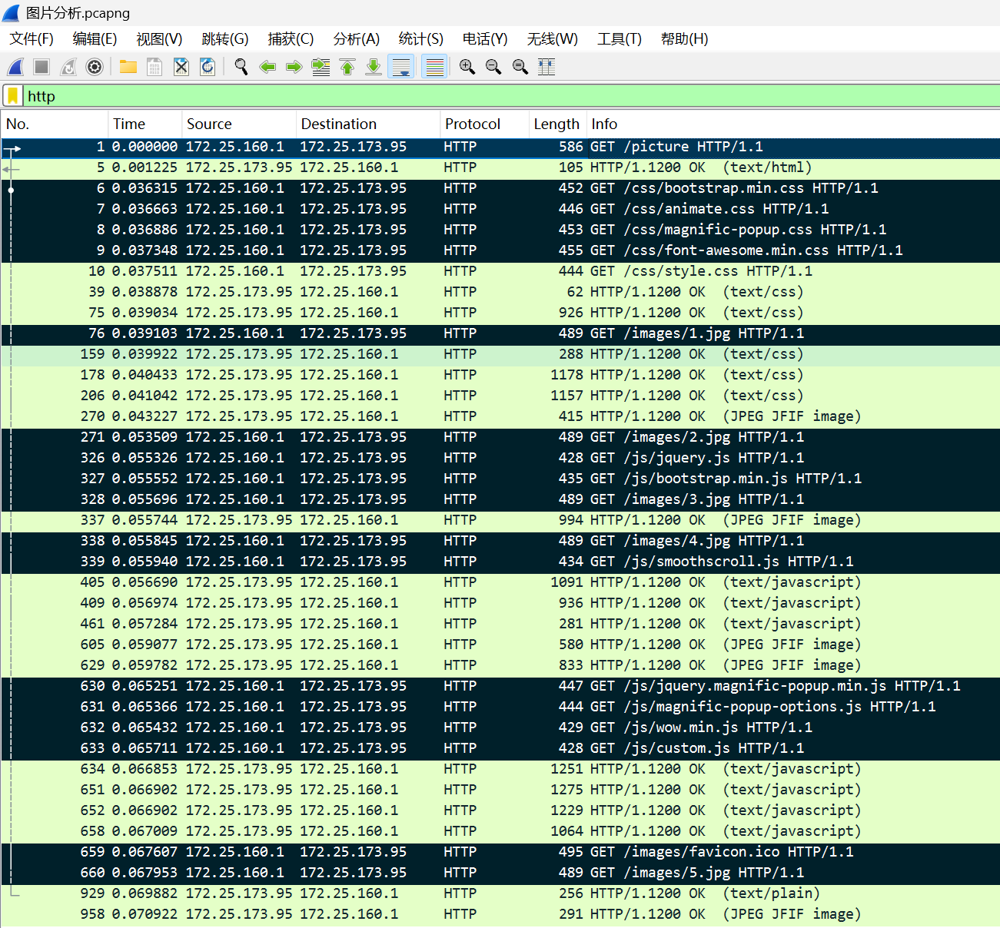 图片分析.pcapng
文件(F) 编辑(E) 视图(V) 跳转(G) 捕获(C) 分析(A) 统计(S) 电话(Y) 无线(W) 工具(T) 帮助(H)
http
No. Time Source Destination Protocol Length Info
1 0.000000 172.25.160.1 172.25.173.95 HTTP 586 GET /picture HTTP/1.1
5 0.001225 172.25.173.95 172.25.160.1 HTTP 105 HTTP/1.1200 OK (text/html)
6 0.036315 172.25.160.1 172.25.173.95 HTTP 452 GET /css/bootstrap.min.css HTTP/1.1
7 0.036663 172.25.160.1 172.25.173.95 HTTP 446 GET /css/animate.css HTTP/1.1
8 0.036886 172.25.160.1 172.25.173.95 HTTP 453 GET /css/magnific-popup.css HTTP/1.1
9 0.037348 172.25.160.1 172.25.173.95 HTTP 455 GET /css/font-awesome.min.css HTTP/1.1
10 0.037511 172.25.160.1 172.25.173.95 HTTP 444 GET /css/style.css HTTP/1.1
39 0.038878 172.25.173.95 172.25.160.1 HTTP 62 HTTP/1.1200 OK (text/css)
75 0.039034 172.25.173.95 172.25.160.1 HTTP 926 HTTP/1.1200 OK (text/css)
76 0.039103 172.25.160.1 172.25.173.95 HTTP 489 GET /images/1.jpg HTTP/1.1
159 0.039922 172.25.173.95 172.25.160.1 HTTP 288 HTTP/1.1200 OK (text/css)
178 0.040433 172.25.173.95 172.25.160.1 HTTP 1178 HTTP/1.1200 OK (text/css)
206 0.041042 172.25.173.95 172.25.160.1 HTTP 1157 HTTP/1.1200 OK (text/css)
270 0.043227 172.25.173.95 172.25.160.1 HTTP 415 HTTP/1.1200 OK (JPEG JFIF image)
271 0.053509 172.25.160.1 172.25.173.95 HTTP 489 GET /images/2.jpg HTTP/1.1
326 0.055326 172.25.160.1 172.25.173.95 HTTP 428 GET /js/jquery.js HTTP/1.1
327 0.055552 172.25.160.1 172.25.173.95 HTTP 435 GET /js/bootstrap.min.js HTTP/1.1
328 0.055696 172.25.160.1 172.25.173.95 HTTP 489 GET /images/3.jpg HTTP/1.1
337 0.055744 172.25.173.95 172.25.160.1 HTTP 994 HTTP/1.1200 OK (JPEG JFIF image)
338 0.055845 172.25.160.1 172.25.173.95 HTTP 489 GET /images/4.jpg HTTP/1.1
339 0.055940 172.25.160.1 172.25.173.95 HTTP 434 GET /js/smoothscroll.js HTTP/1.1
405 0.056690 172.25.173.95 172.25.160.1 HTTP 1091 HTTP/1.1200 OK (text/javascript)
409 0.056974 172.25.173.95 172.25.160.1 HTTP 936 HTTP/1.1200 OK (text/javascript)
461 0.057284 172.25.173.95 172.25.160.1 HTTP 281 HTTP/1.1200 OK (text/javascript)
605 0.059077 172.25.173.95 172.25.160.1 HTTP 580 HTTP/1.1200 OK (JPEG JFIF image)
629 0.059782 172.25.173.95 172.25.160.1 HTTP 833 HTTP/1.1200 OK (JPEG JFIF image)
630 0.065251 172.25.160.1 172.25.173.95 HTTP 447 GET /js/jquery.magnific-popup.min.js HTTP/1.1
631 0.065366 172.25.160.1 172.25.173.95 HTTP 444 GET /js/magnific-popup-options.js HTTP/1.1
632 0.065432 172.25.160.1 172.25.173.95 HTTP 429 GET /js/wow.min.js HTTP/1.1
633 0.065711 172.25.160.1 172.25.173.95 HTTP 428 GET /js/custom.js HTTP/1.1
634 0.066853 172.25.173.95 172.25.160.1 HTTP 1251 HTTP/1.1200 OK (text/javascript)
651 0.066902 172.25.173.95 172.25.160.1 HTTP 1275 HTTP/1.1200 OK (text/javascript)
652 0.066902 172.25.173.95 172.25.160.1 HTTP 1229 HTTP/1.1200 OK (text/javascript)
658 0.067009 172.25.173.95 172.25.160.1 HTTP 1064 HTTP/1.1200 OK (text/javascript)
659 0.067607 172.25.160.1 172.25.173.95 HTTP 495 GET /images/favicon.ico HTTP/1.1
660 0.067953 172.25.160.1 172.25.173.95 HTTP 489 GET /images/5.jpg HTTP/1.1
929 0.069882 172.25.173.95 172.25.160.1 HTTP 256 HTTP/1.1200 OK (text/plain)
958 0.070922 172.25.173.95 172.25.160.1 HTTP 291 HTTP/1.1200 OK (JPEG JFIF image)